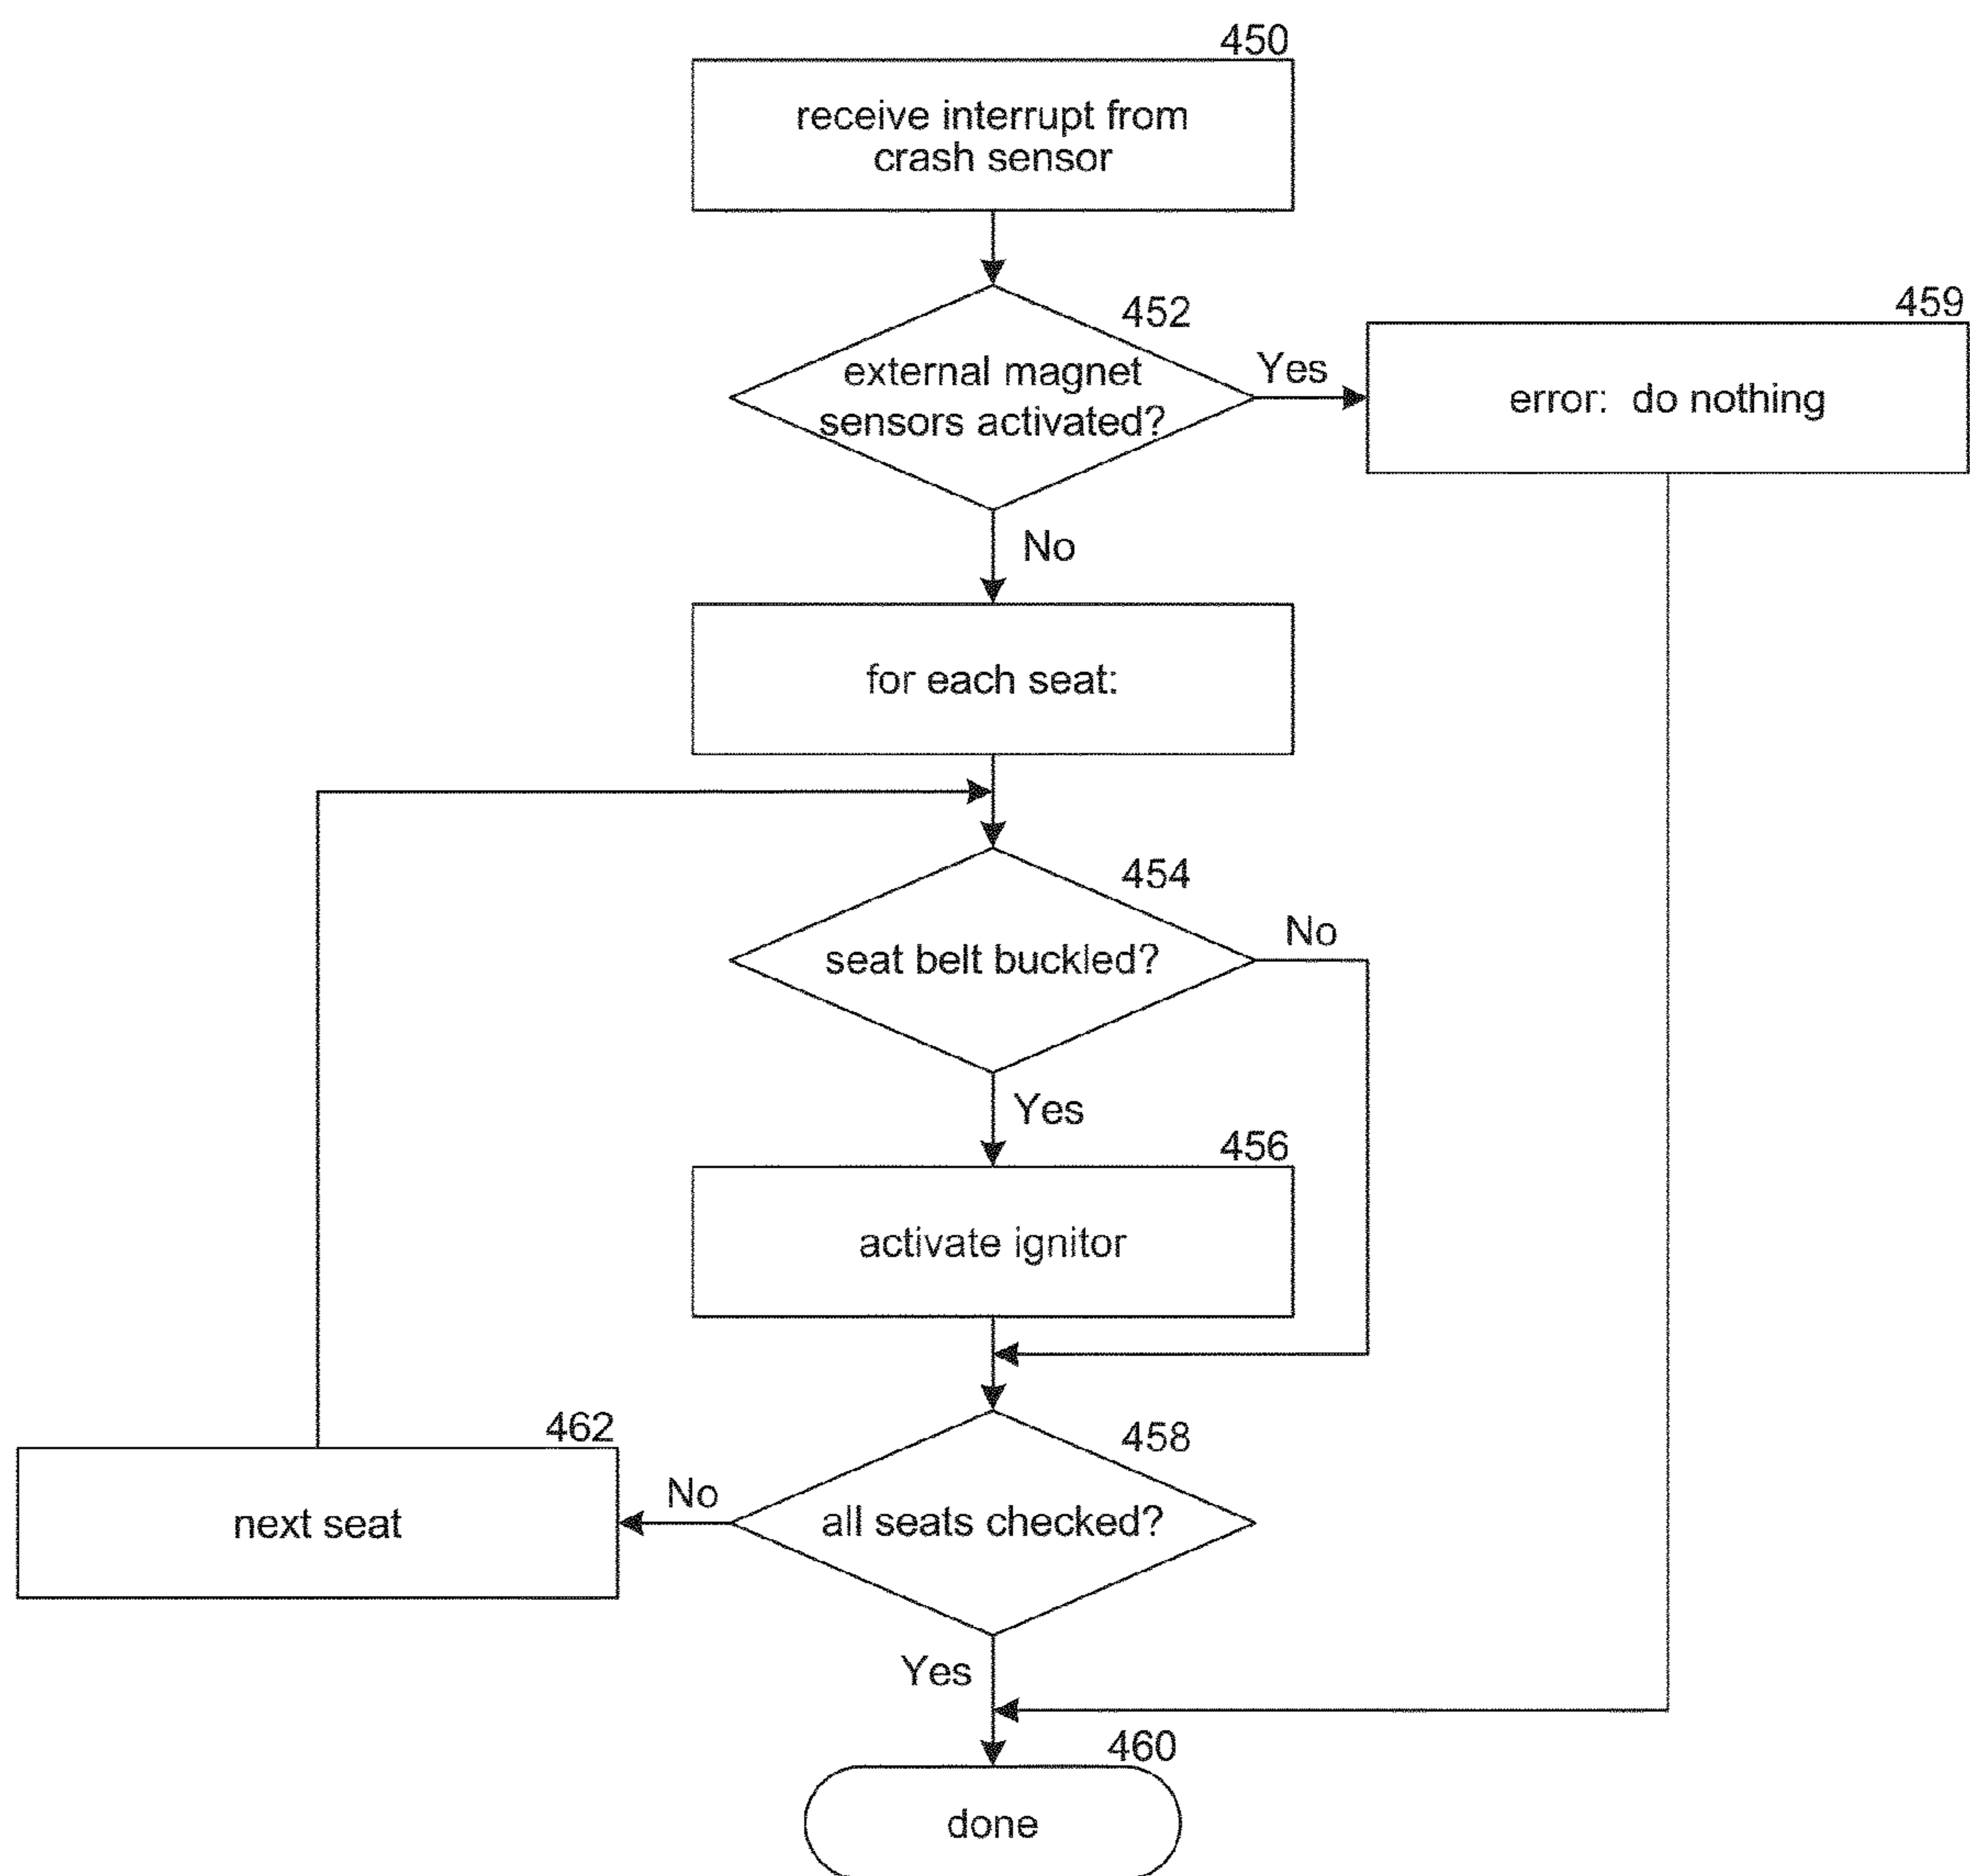 450
receive interrupt from
crash sensor
452
external magnet
sensors activated?
Yes
459
error: do nothing
No
for each seat:
454
seat belt buckled?
No
Yes
456
activate ignitor
462
next seat
No
458
all seats checked?
Yes
460
done